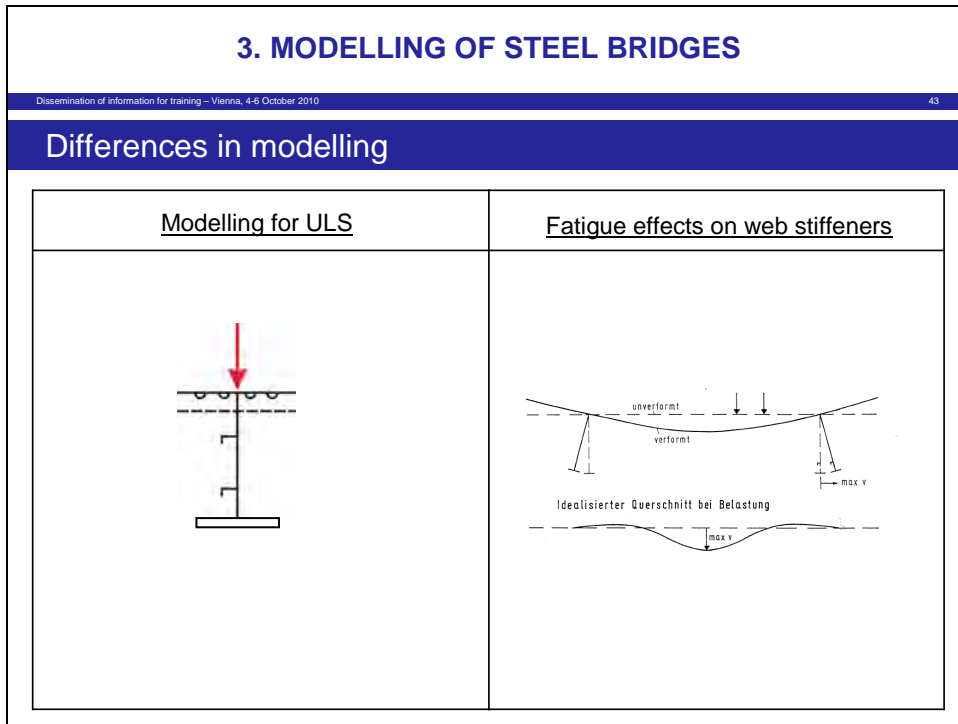 3. MODELLING OF STEEL BRIDGES
Dissemination of information for training – Vienna, 4-6 October 2010
43
Differences in modelling
Modelling for ULS
Fatigue effects on web stiffeners
unverformt
verformt
max v
Idealisierter Querschnitt bei Belastung
max v